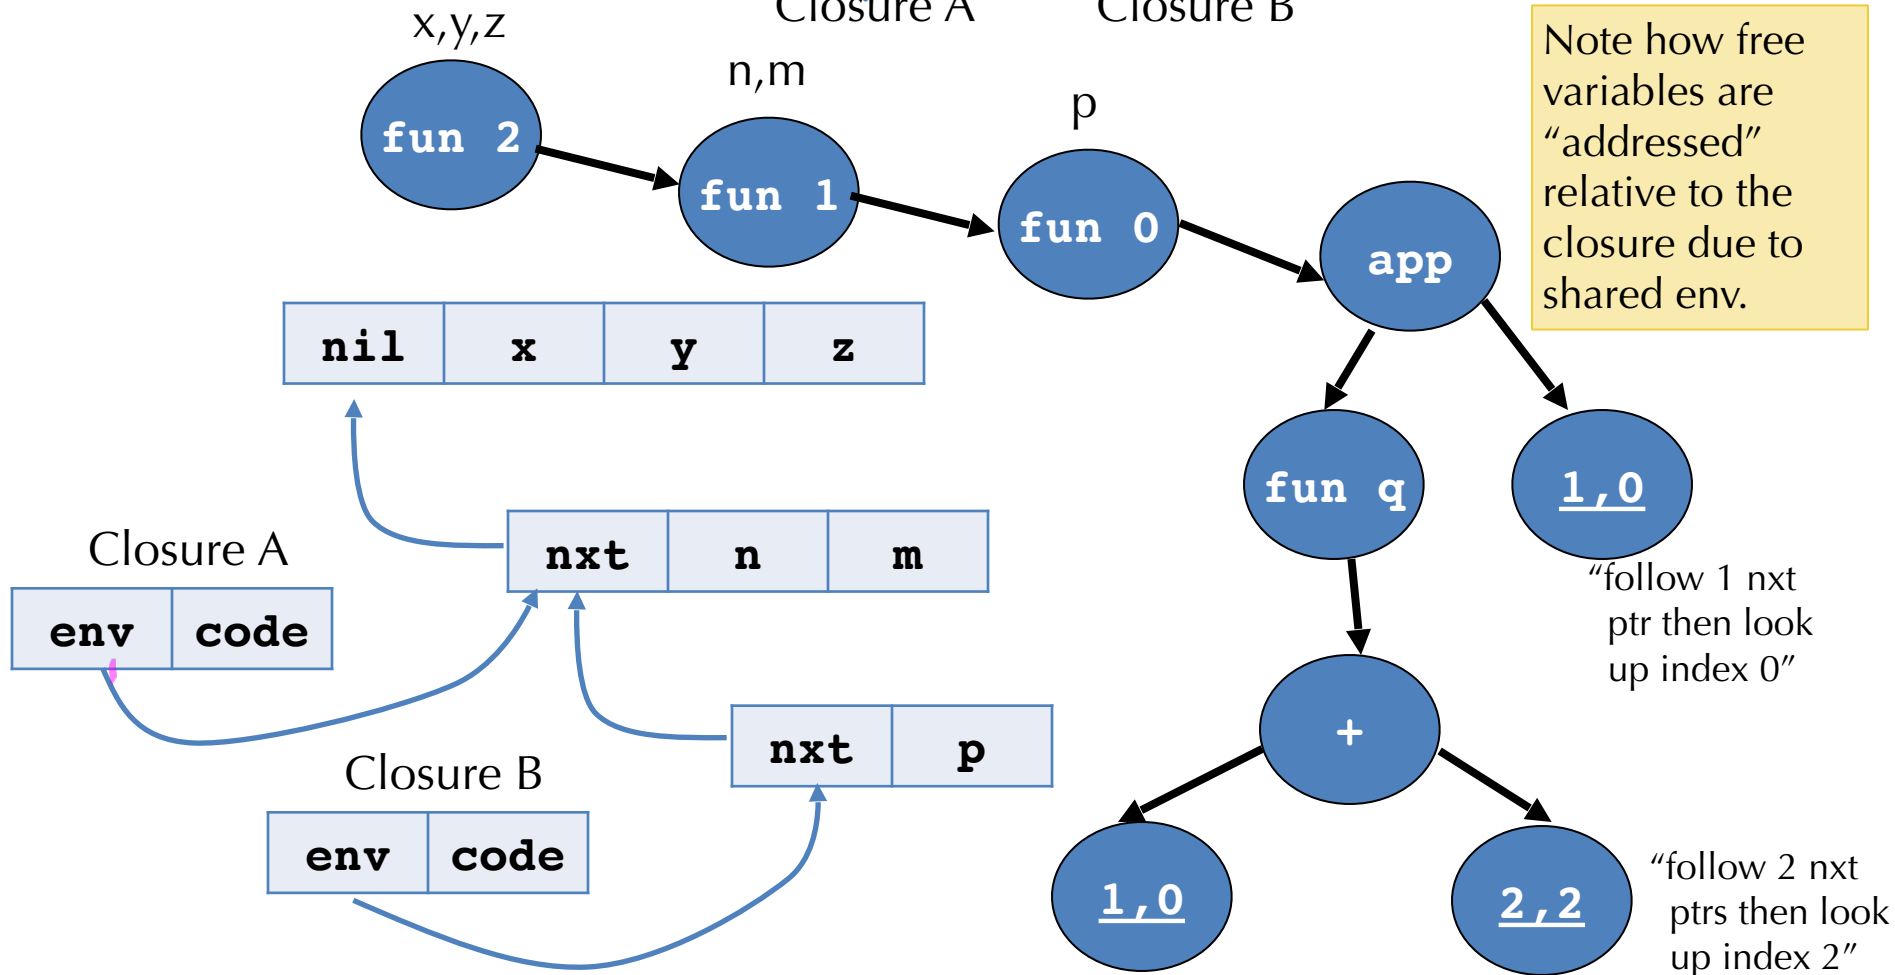 Closure A
Closure B
x,y,z
n,m
p
fun 2
fun 1
fun 0
app
Note how free
variables are
“addressed”
relative to the
closure due to
shared env.
nil x y z
fun q
1,0
nxt n m
Closure A
env code
“follow 1 nxt
ptr then look
up index 0”
nxt p
+
Closure B
env code
1,0
2,2
“follow 2 nxt
ptrs then look
up index 2”